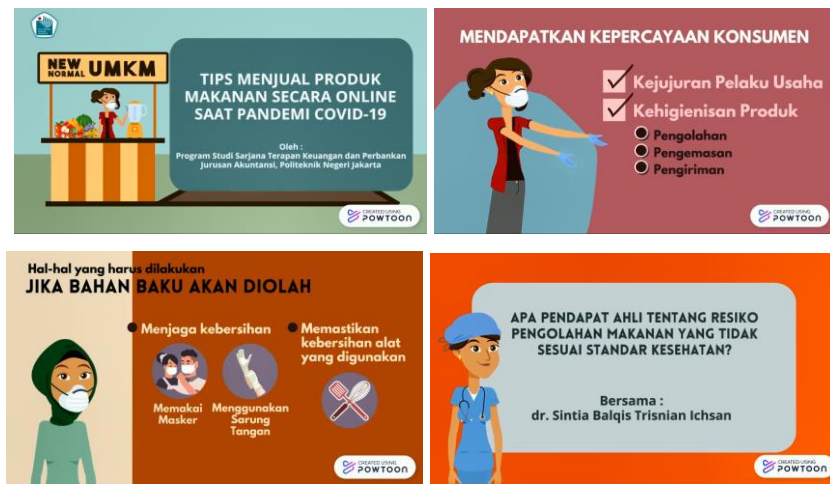 NEW
NORMAL
UMKM
TIPS MENJUAL PRODUK
MAKANAN SECARA ONLINE
SAAT PANDEMI COVID-19
Oleh :
Program Studi Sarjana Terapan Keuangan dan Perbankan
Jurusan Akuntansi, Politeknik Negeri Jakarta
CREATED USING
POWTOON
MENDAPATKAN KEPERCAYAAN KONSUMEN
Kejujuran Pelaku Usaha
Kehigienisan Produk
Pengolahan
Pengemasan
Pengiriman
CREATED USING
POWTOON
Hal-hal yang harus dilakukan
JIKA BAHAN BAKU AKAN DIOLAH
Menjaga kebersihan
Memakai
Masker
Menggunakan
Sarung
Tangan
Memastikan
kebersihan alat
yang digunakan
CREATED USING
POWTOON
APA PENDAPAT AHLI TENTANG RESIKO
PENGOLAHAN MAKANAN YANG TIDAK
SESUAI STANDAR KESEHATAN?
Bersama :
dr. Sintia Balqis Trisnian Ichsan
CREATED USING
POWTOON